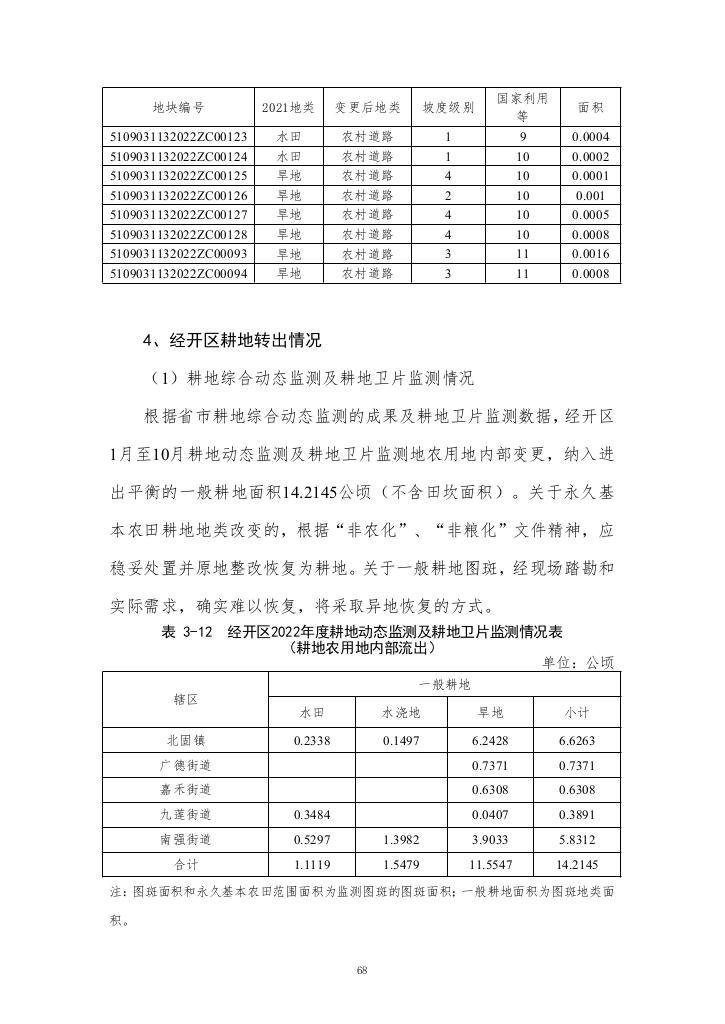 地块编号 2021地类 变更后地类 坡度级别 国家利用等 面积
5109031132022ZC00123 水田 农村道路 1 9 0.0004
5109031132022ZC00124 水田 农村道路 1 10 0.0002
5109031132022ZC00125 旱地 农村道路 4 10 0.0001
5109031132022ZC00126 旱地 农村道路 2 10 0.001
5109031132022ZC00127 旱地 农村道路 4 10 0.0005
5109031132022ZC00128 旱地 农村道路 4 10 0.0008
5109031132022ZC00093 旱地 农村道路 3 11 0.0016
5109031132022ZC00094 旱地 农村道路 3 11 0.0008
4、经开区耕地转出情况
（1）耕地综合动态监测及耕地卫片监测情况
根据省市耕地综合动态监测的成果及耕地卫片监测数据，经开区
1月至10月耕地动态监测及耕地卫片监测地农用地内部变更，纳入进
出平衡的一般耕地面积14.2145公顷（不含田坎面积）。关于永久基
本农田耕地地类改变的，根据“非农化”、“非粮化”文件精神，应
稳妥处置并原地整改恢复为耕地。关于一般耕地图斑，经现场踏勘和
实际需求，确实难以恢复，将采取异地恢复的方式。
表 3-12 经开区2022年度耕地动态监测及耕地卫片监测情况表
（耕地农用地内部流出）
单位：公顷
辖区 一般耕地
水田 水浇地 旱地 小计
北固镇 0.2338 0.1497 6.2428 6.6263
广德街道 0.7371 0.7371
嘉禾街道 0.6308 0.6308
九莲街道 0.3484 0.0407 0.3891
南强街道 0.5297 1.3982 3.9033 5.8312
合计 1.1119 1.5479 11.5547 14.2145
注：图斑面积和永久基本农田范围面积为监测图斑的图斑面积；一般耕地面积为图斑地类面
积。
68